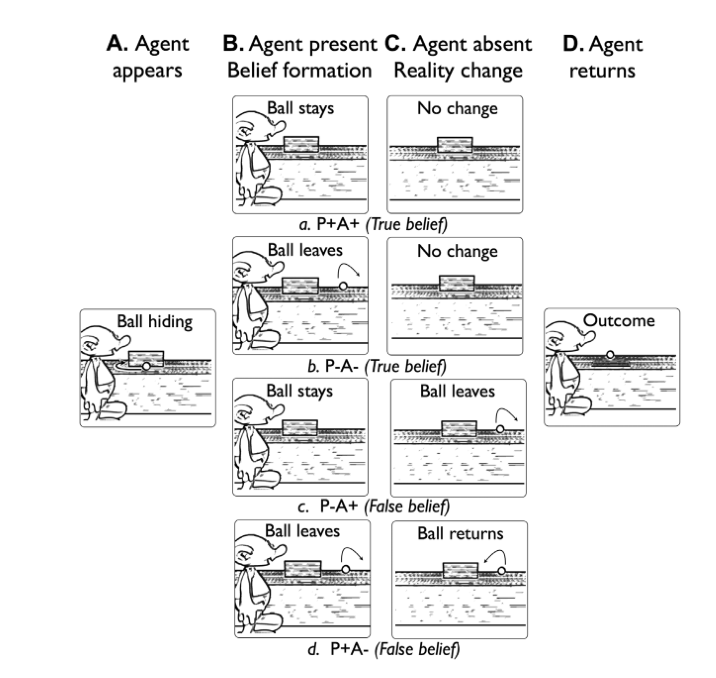 A. Agent appears
B. Agent present Belief formation
C. Agent absent Reality change
D. Agent returns
Ball hiding
Ball stays
No change
a. P+A+ (True belief)
Ball leaves
No change
b. P-A- (True belief)
Ball stays
Ball leaves
c. P-A+ (False belief)
Ball leaves
Ball returns
d. P+A- (False belief)
Outcome